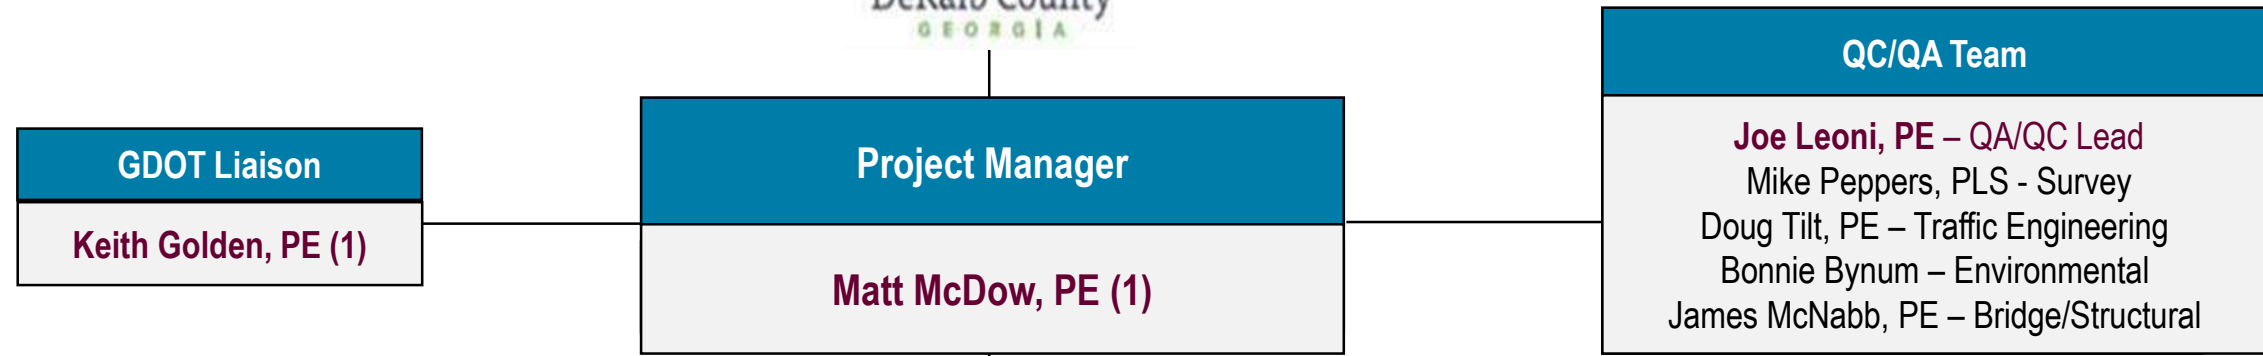 DeKalb County
GEORGIA
GDOT Liaison
Keith Golden, PE (1)
Project Manager
Matt McDow, PE (1)
QC/QA Team
Joe Leoni, PE – QA/QC Lead
Mike Peppers, PLS - Survey
Doug Tilt, PE – Traffic Engineering
Bonnie Bynum – Environmental
James McNabb, PE – Bridge/Structural